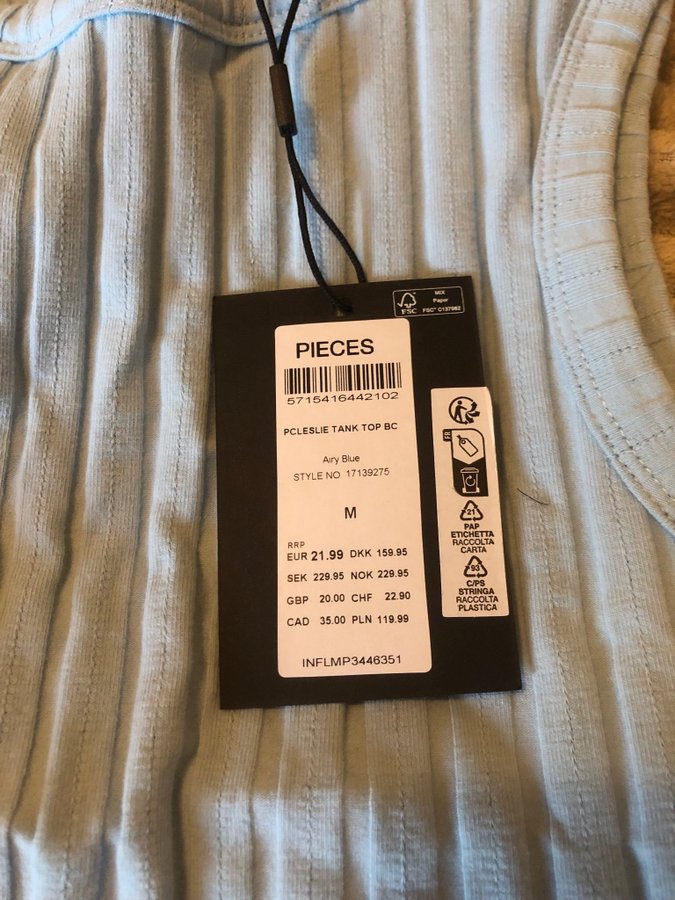 MIX
Paper
FSC
FSC® C137982
PIECES
5715416442102
PCLESLIE TANK TOP BC
Airy Blue
STYLE NO 17139275
M
RRP
EUR 21.99 DKK 159.95
SEK 229.95 NOK 229.95
GBP 20.00 CHF 22.90
CAD 35.00 PLN 119.99
INFLMP3446351
FR
21
PAP
ETICHETTA
RACCOLTA
CARTA
93
C/PS
STRINGA
RACCOLTA
PLASTICA